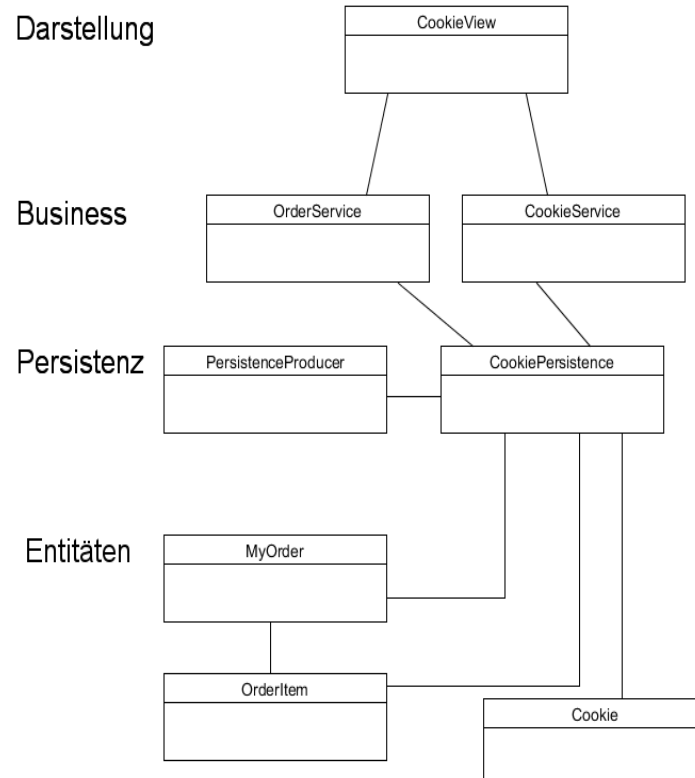 Darstellung
CookieView
Business
OrderService
CookieService
Persistenz
PersistenceProducer
CookiePersistence
Entitäten
MyOrder
OrderItem
Cookie